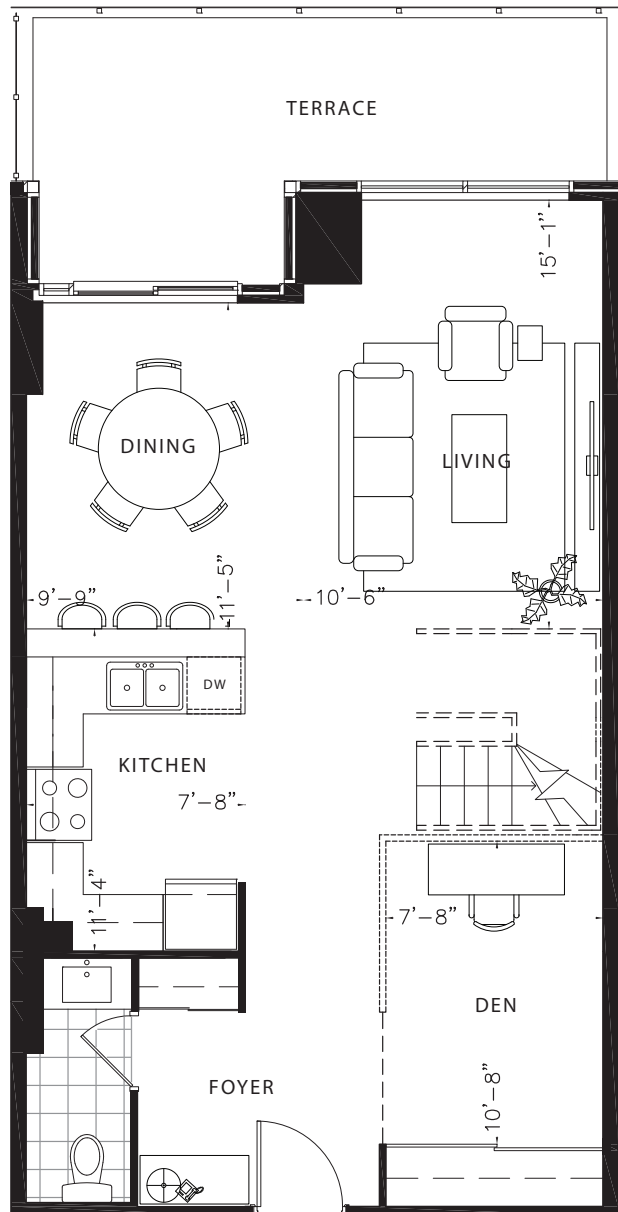 TERRACE
15'-1"
DINING
LIVING
9'-9"
11'-5"
10'-6"
DW
KITCHEN
7'-8"
11'-4"
7'-8"
DEN
FOYER
10'-8"